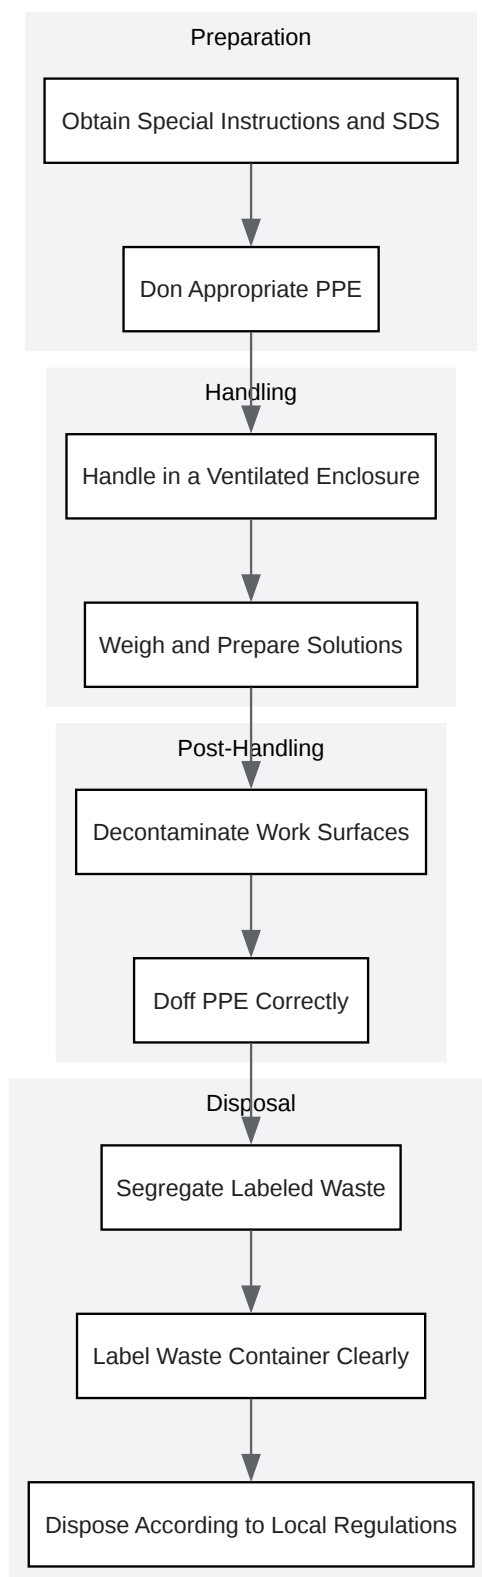 Preparation
Obtain Special Instructions and SDS
Don Appropriate PPE
Handling
Handle in a Ventilated Enclosure
Weigh and Prepare Solutions
Post-Handling
Decontaminate Work Surfaces
Doff PPE Correctly
Disposal
Segregate Labeled Waste
Label Waste Container Clearly
Dispose According to Local Regulations